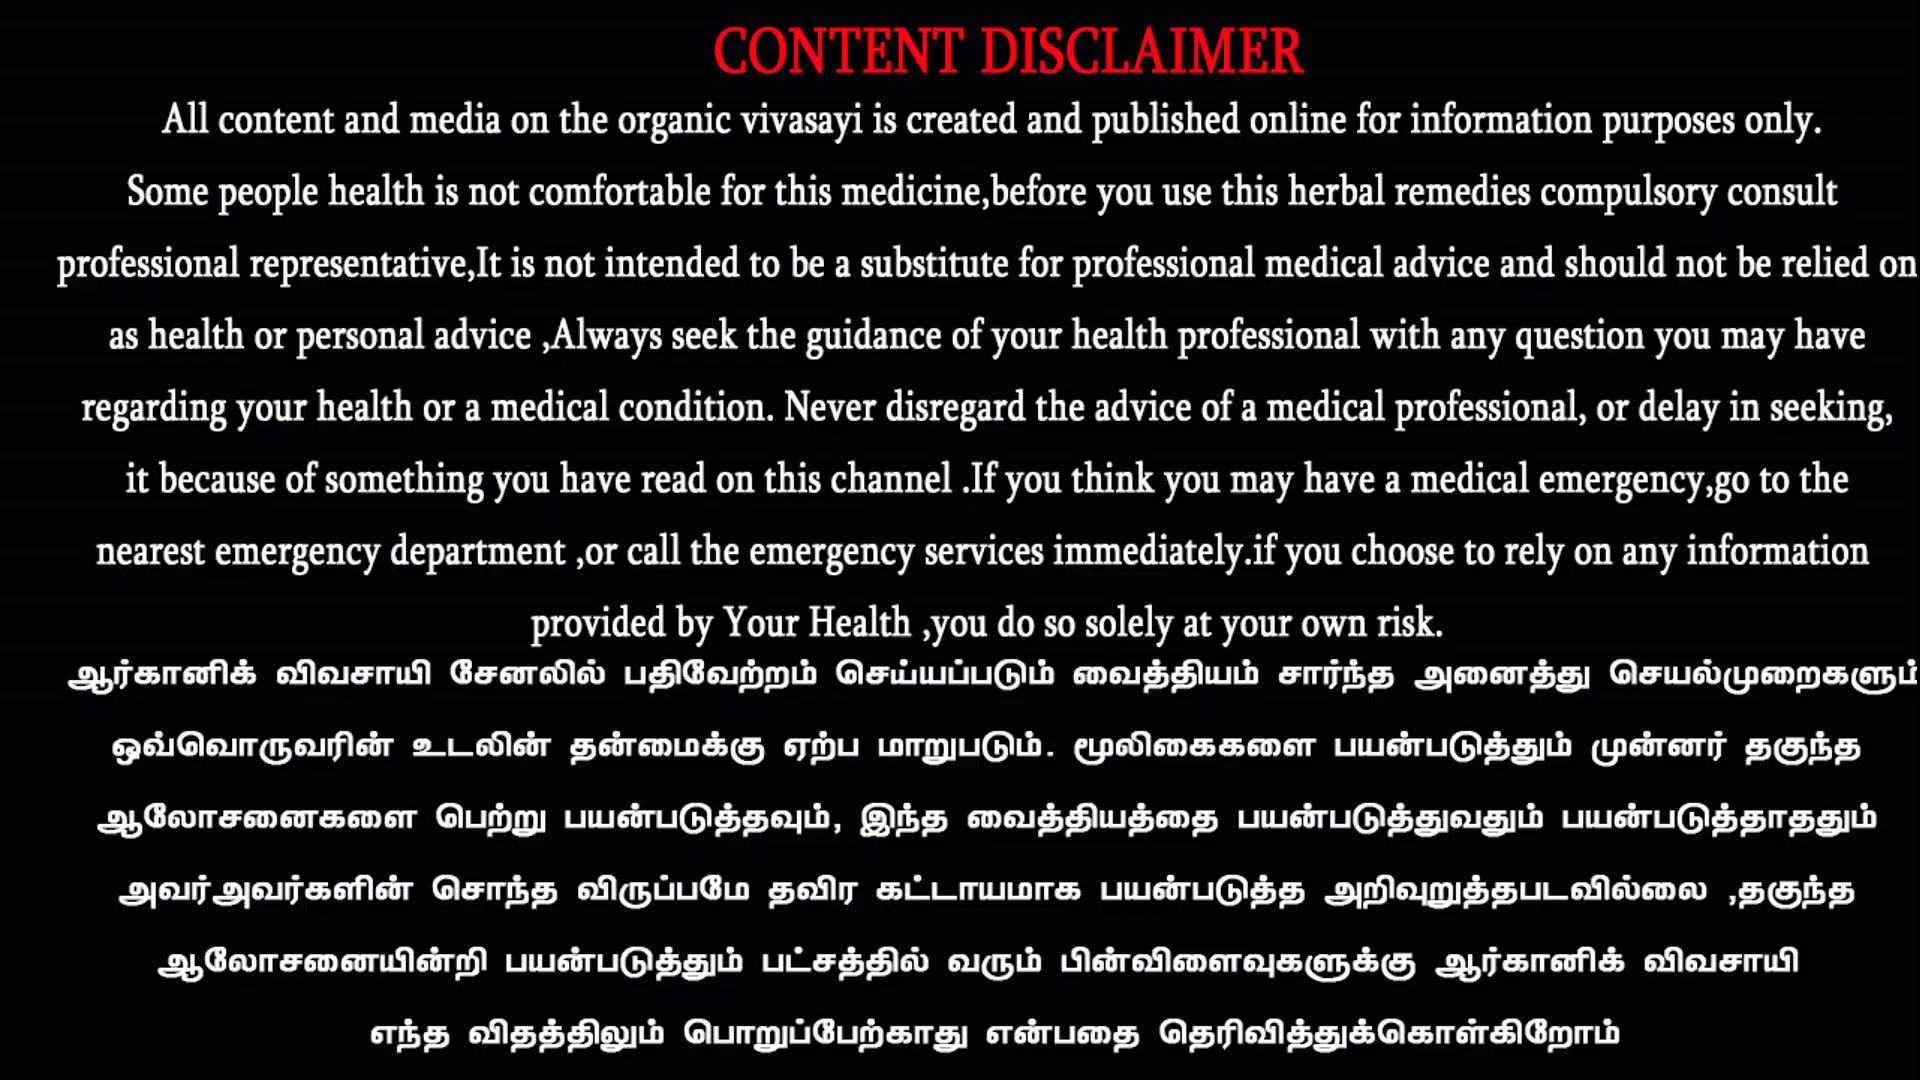 CONTENT DISCLAIMER
All content and media on the organic vivasayi is created and published online for information purposes only.
Some people health is not comfortable for this medicine,before you use this herbal remedies compulsory consult
professional representative,It is not intended to be a substitute for professional medical advice and should not be relied on
as health or personal advice ,Always seek the guidance of your health professional with any question you may have
regarding your health or a medical condition. Never disregard the advice of a medical professional, or delay in seeking,
it because of something you have read on this channel .If you think you may have a medical emergency,go to the
nearest emergency department ,or call the emergency services immediately.if you choose to rely on any information
provided by Your Health ,you do so solely at your own risk.
ஆர்கானிக் விவசாயி சேனலில் பதிவேற்றம் செய்யப்படும் வைத்தியம் சார்ந்த அனைத்து செயல்முறைகளும்
ஒவ்வொருவரின் உடலின் தன்மைக்கு ஏற்ப மாறுபடும். மூலிகைகளை பயன்படுத்தும் முன்னர் தகுந்த
ஆலோசனைகளை பெற்று பயன்படுத்தவும், இந்த வைத்தியத்தை பயன்படுத்துவதும் பயன்படுத்தாததும்
அவர்அவர்களின் சொந்த விருப்பமே தவிர கட்டாயமாக பயன்படுத்த அறிவுறுத்தபடவில்லை ,தகுந்த
ஆலோசனையின்றி பயன்படுத்தும் பட்சத்தில் வரும் பின்விளைவுகளுக்கு ஆர்கானிக் விவசாயி
எந்த விதத்திலும் பொறுப்பேற்காது என்பதை தெரிவித்துக்கொள்கிறோம்